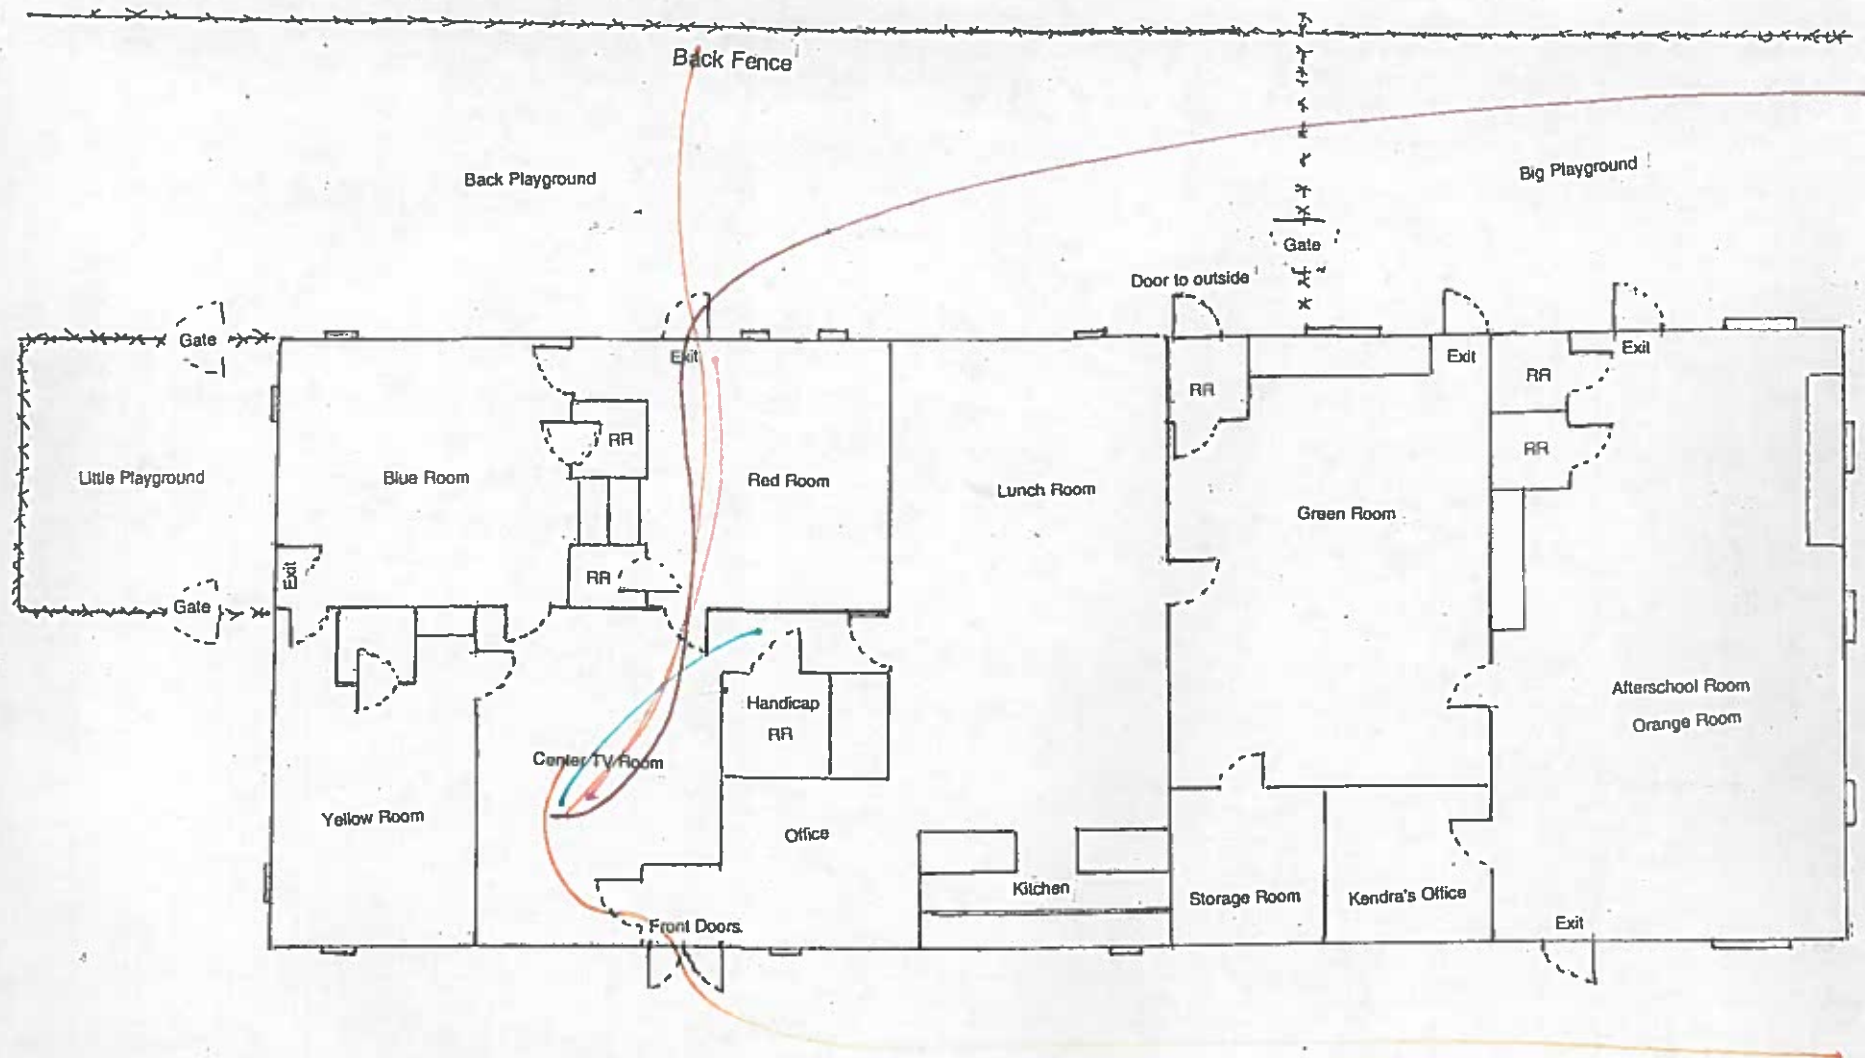 Back Fence
Back Playground
Big Playground
Gate
Door to outside
Gate
Exit
Exit
Exit
RR
RR
RR
RR
Little Playground
Blue Room
Red Room
Lunch Room
Green Room
Exit
RR
Gate
Handicap
RR
Afterschool Room
Orange Room
Center TV Room
Yellow Room
Office
Kitchen
Storage Room
Kendra's Office
Front Doors.
Exit